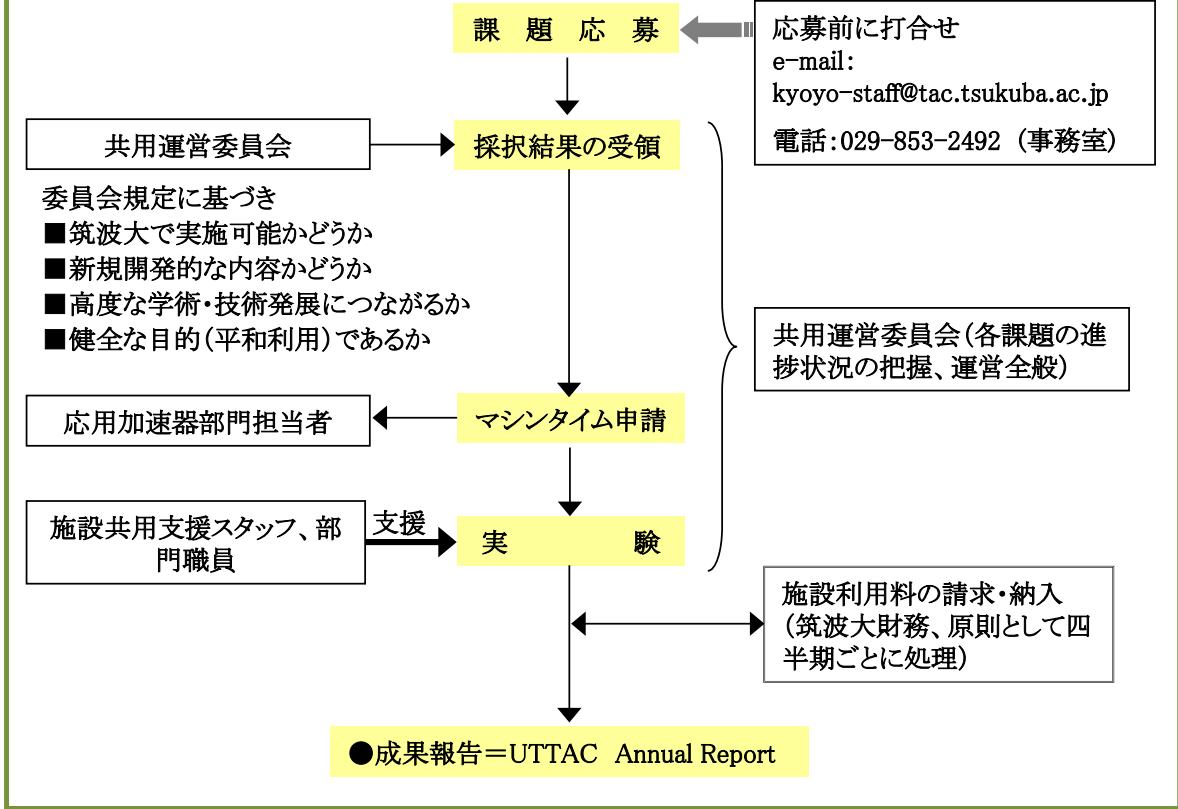 課　題　応　募
応募前に打合せ
e-mail:
kyoyo-staff@tac.tsukuba.ac.jp
電話：029-853-2492（事務室）
共用運営委員会
採択結果の受領
委員会規定に基づき
■筑波大で実施可能かどうか
■新規開発的な内容かどうか
■高度な学術・技術発展につながるか
■健全な目的（平和利用）であるか
共用運営委員会（各課題の進
捗状況の把握、運営全般）
応用加速器部門担当者
マシンタイム申請
施設共用支援スタッフ、部
門職員
支援
実　　　　験
施設利用料の請求・納入
（筑波大財務、原則として四
半期ごとに処理）
●成果報告＝UTTAC Annual Report